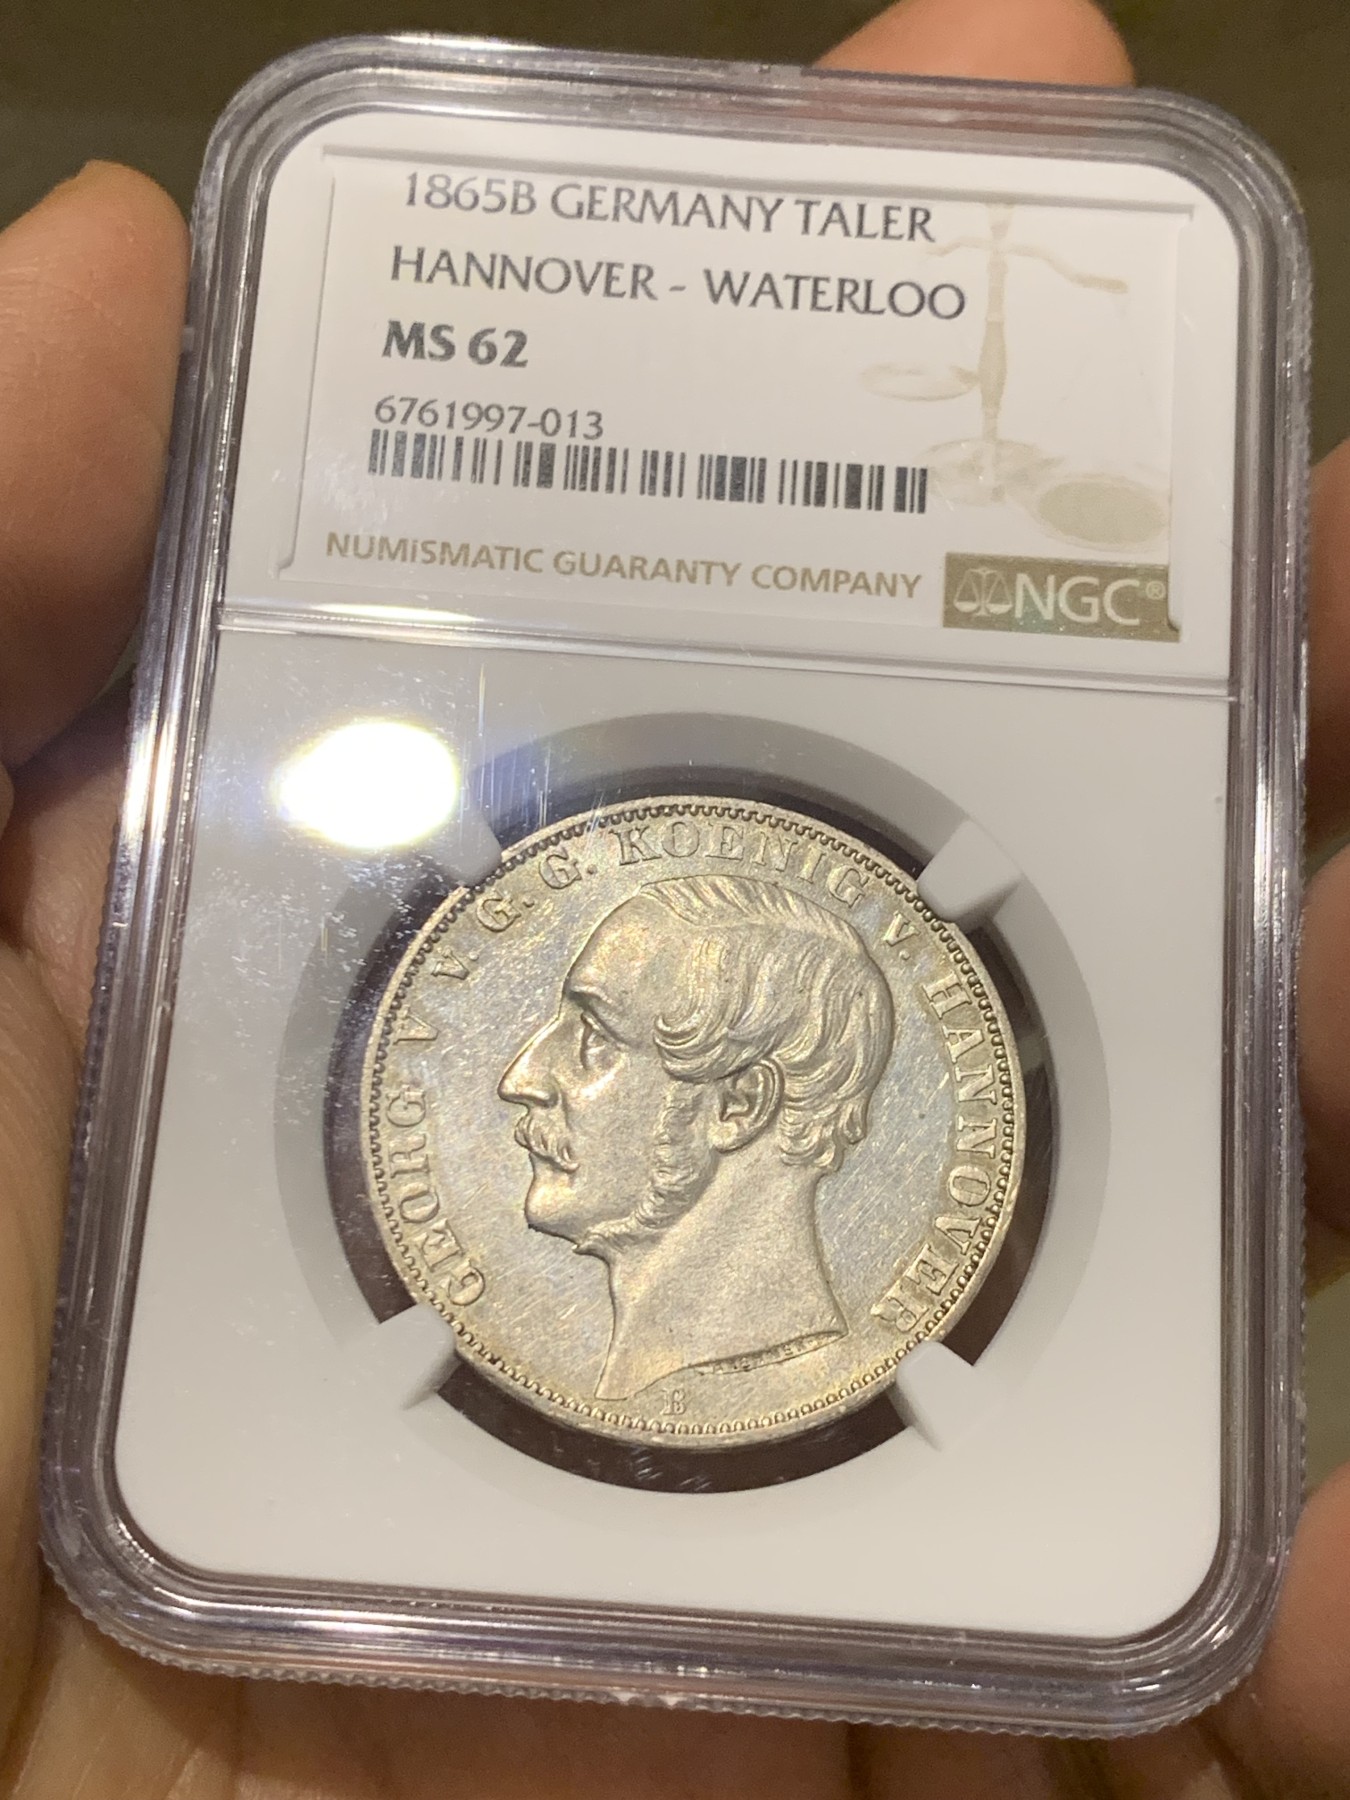 1865B GERMANY TALER
HANNOVER - WATERLOO
MS 62
6761997-013
NUMiSMATIC GUARANTY COMPANY
NGC®
GEORG V v. G. G. KOENIG v. HANNOVER
B